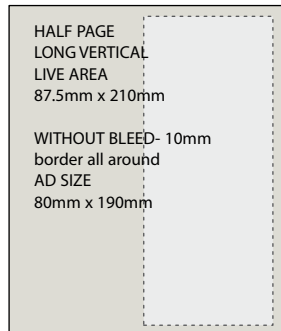 HALF PAGE
LONG VERTICAL
LIVE AREA
87.5mm x 210mm
WITHOUT BLEED- 10mm
border all around
AD SIZE
80mm x 190mm